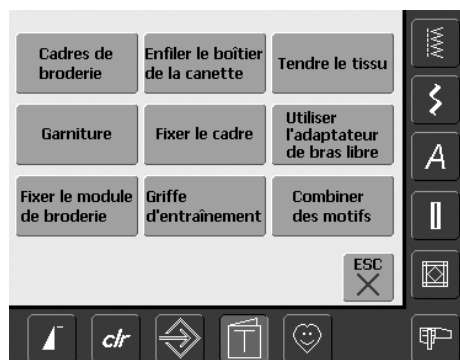 Cadres de
broderie
Enfiler le boîtier
de la canette
Tendre le tissu
Garniture
Fixer le cadre
Utiliser
l'adaptateur
de bras libre
Fixer le module
de broderie
Griffe
d'entraînement
Combiner
des motifs
ESC
A
clr